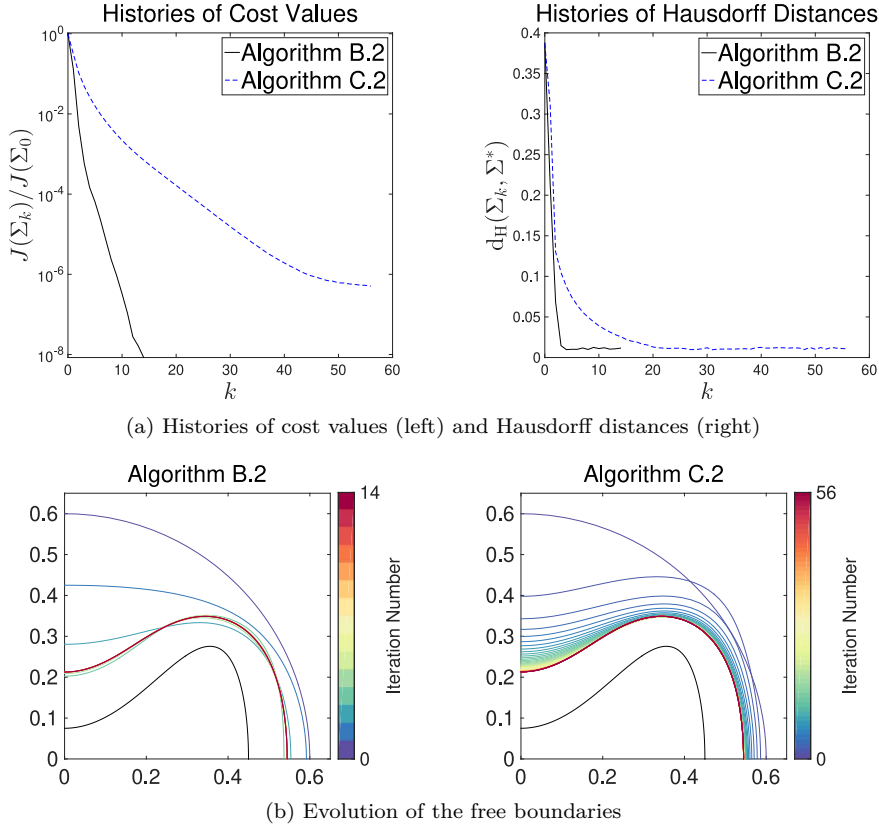 Histories of Cost Values
10^0
10^-2
10^-4
10^-6
10^-8
J(Σ_k)/J(Σ_0)
Algorithm B.2
Algorithm C.2
0 10 20 30 40 50 60
k
Histories of Hausdorff Distances
0.4
0.35
0.3
0.25
0.2
0.15
0.1
0.05
0
d_H(Σ_k, Σ^*)
Algorithm B.2
Algorithm C.2
0 10 20 30 40 50 60
k
(a) Histories of cost values (left) and Hausdorff distances (right)
Algorithm B.2
0.6
0.5
0.4
0.3
0.2
0.1
0
0 0.2 0.4 0.6
14
0
Iteration Number
Algorithm C.2
0.6
0.5
0.4
0.3
0.2
0.1
0
0 0.2 0.4 0.6
56
0
Iteration Number
(b) Evolution of the free boundaries